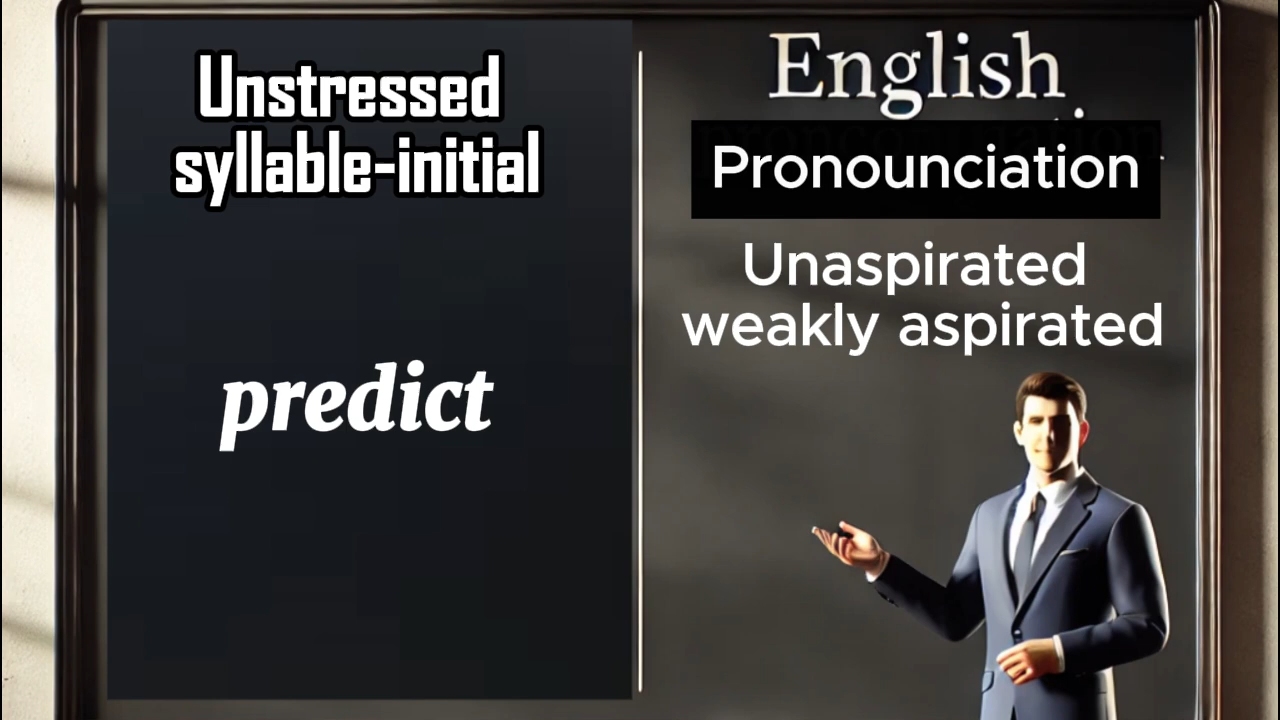 Unstressed
syllable-initial
predict
English
Pronounciation
Unaspirated
weakly aspirated